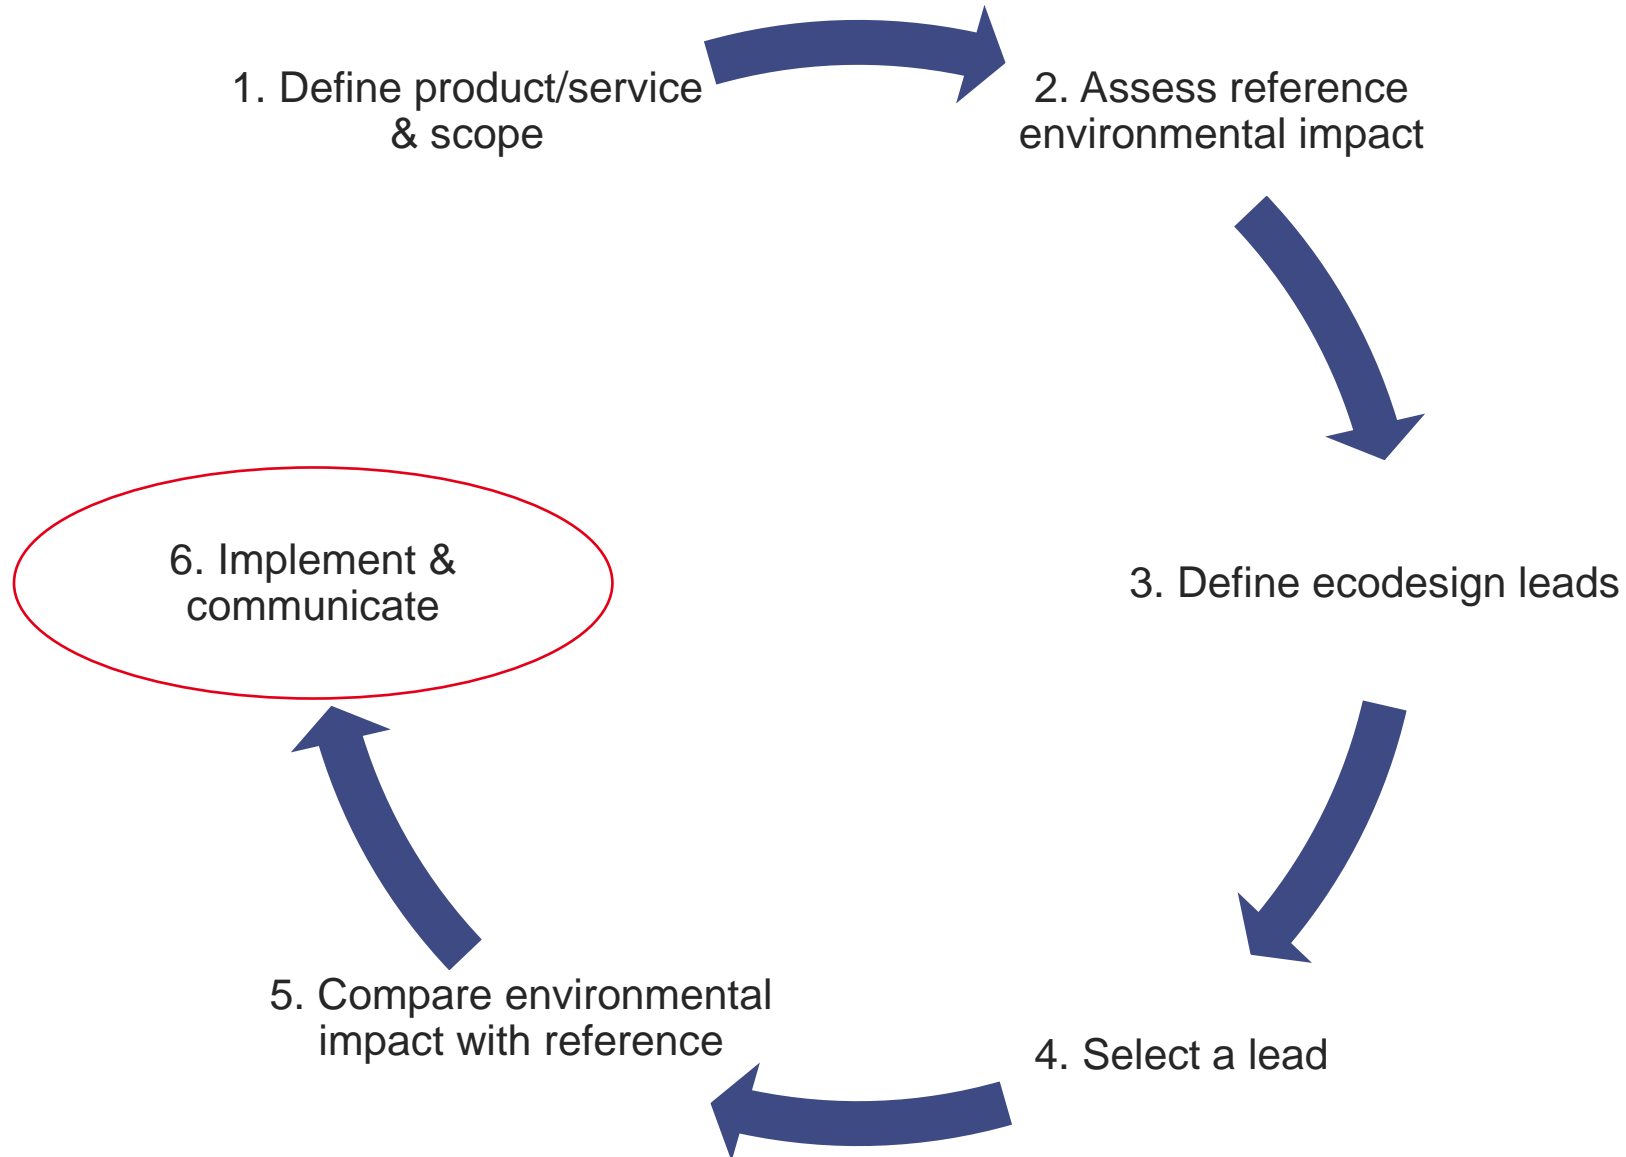 1. Define product/service
& scope
2. Assess reference
environmental impact
3. Define ecodesign leads
4. Select a lead
5. Compare environmental
impact with reference
6. Implement &
communicate